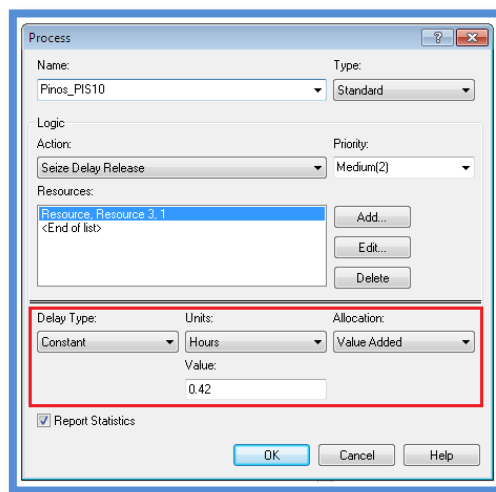 Process
Name: Type:
Pinos_PIS10 Standard
Logic
Action: Priority:
Seize Delay Release Medium(2)
Resources:
Resource, Resource 3, 1
<End of list>
Add...
Edit...
Delete
Delay Type: Units: Allocation:
Constant Hours Value Added
Value:
0.42
Report Statistics
OK Cancel Help